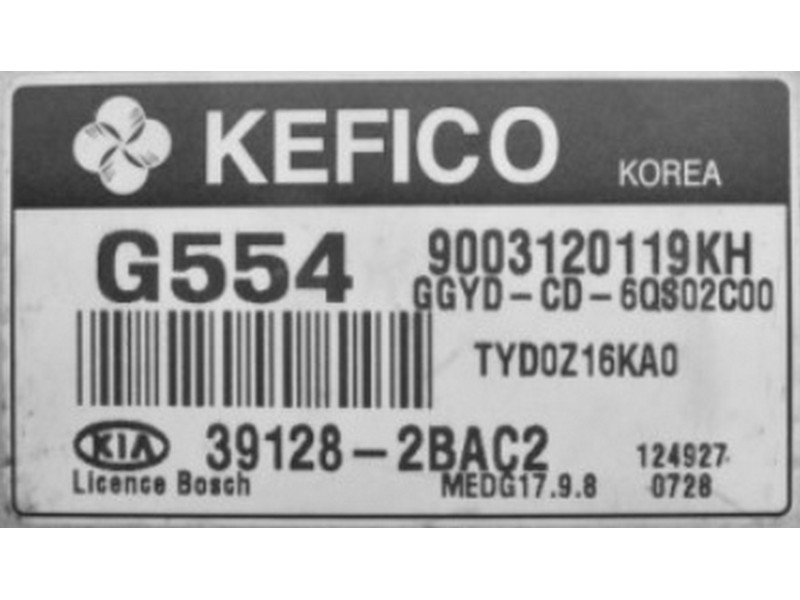 KEFICO KOREA
G554 9003120119KH
GGYD-CD-6QS02C00
TYD0Z16KA0
KIA 39128-2BAC2 124927
Licence Bosch MEDG17.9.8 0728